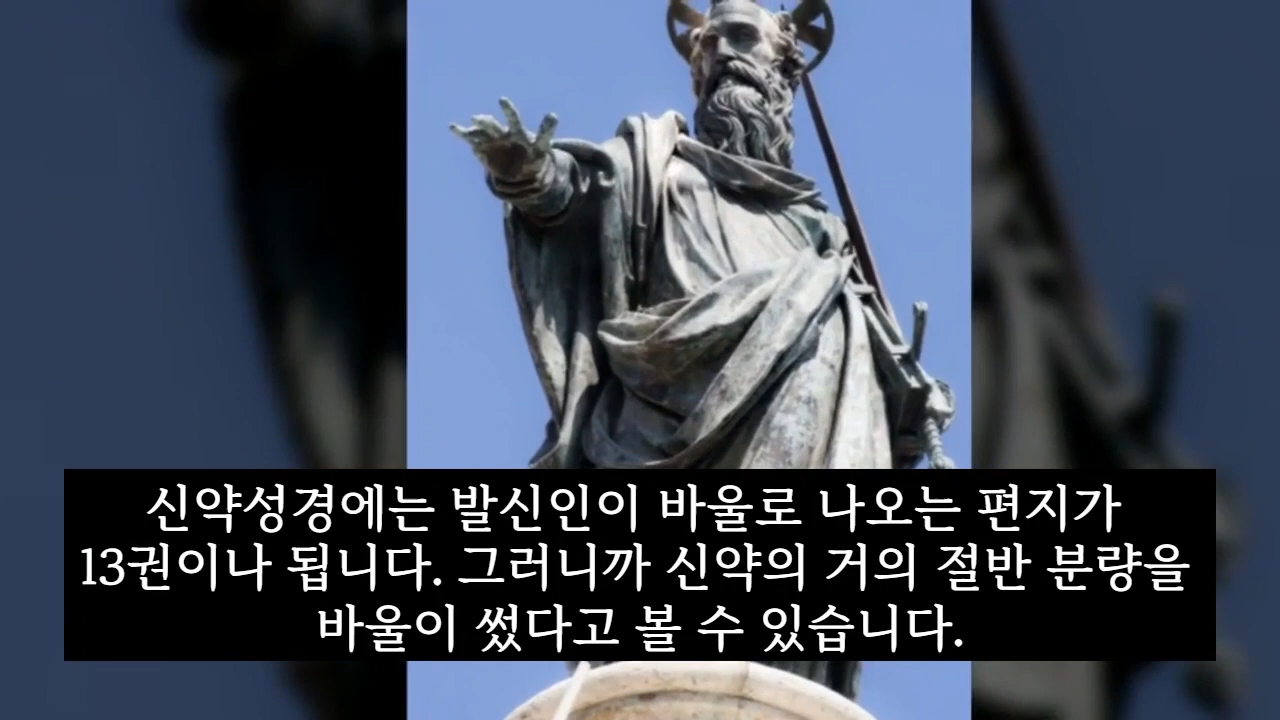 신약성경에는 발신인이 바울로 나오는 편지가
13권이나 됩니다. 그러니까 신약의 거의 절반 분량을
바울이 썼다고 볼 수 있습니다.